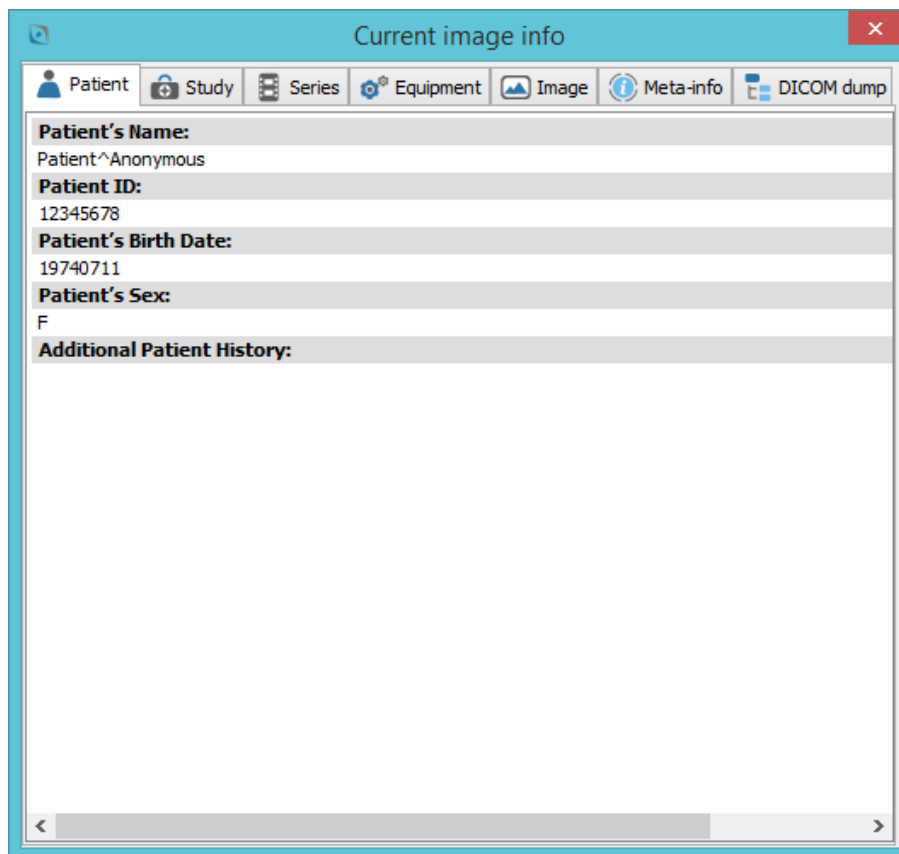 Current image info
Patient Study Series Equipment Image Meta-info DICOM dump
Patient’s Name:
Patient^Anonymous
Patient ID:
12345678
Patient’s Birth Date:
19740711
Patient’s Sex:
F
Additional Patient History: